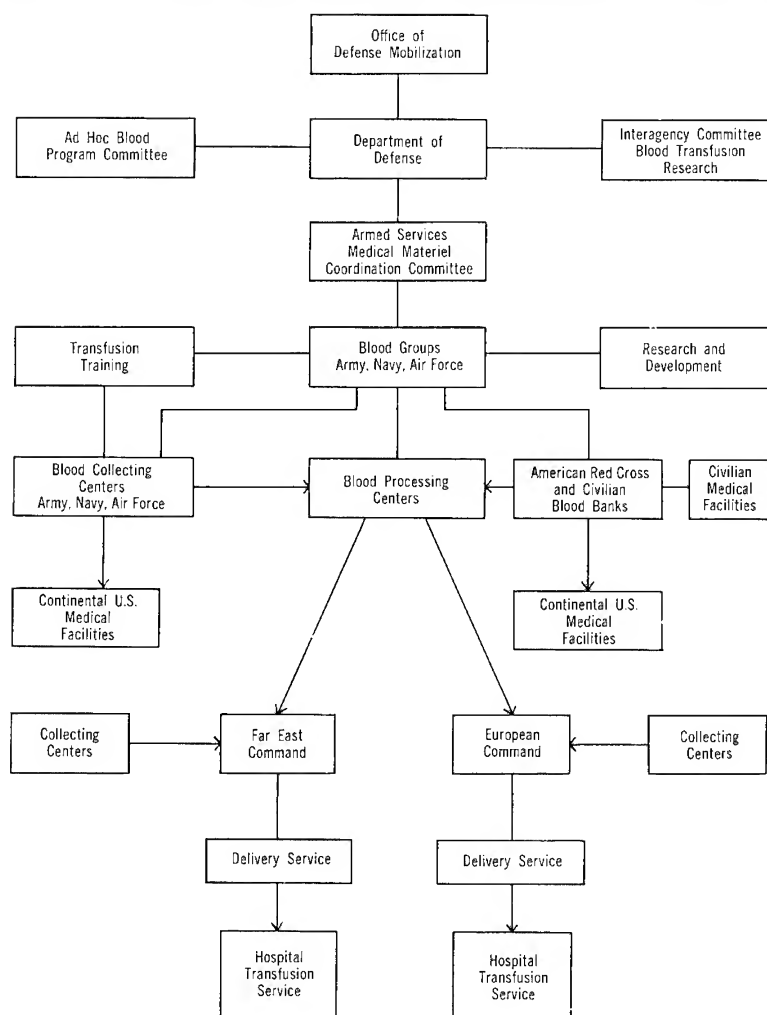 Office of
Defense Mobilization
Ad Hoc Blood
Program Committee
Department of
Defense
Interagency Committee
Blood Transfusion
Research
Armed Services
Medical Materiel
Coordination Committee
Transfusion
Training
Blood Groups
Army, Navy, Air Force
Research and
Development
Blood Collecting
Centers
Army, Navy, Air Force
Blood Processing
Centers
American Red Cross
and Civilian
Blood Banks
Civilian
Medical
Facilities
Continental U.S.
Medical
Facilities
Continental U.S.
Medical
Facilities
Collecting
Centers
Far East
Command
European
Command
Collecting
Centers
Delivery Service
Delivery Service
Hospital
Transfusion
Service
Hospital
Transfusion
Service